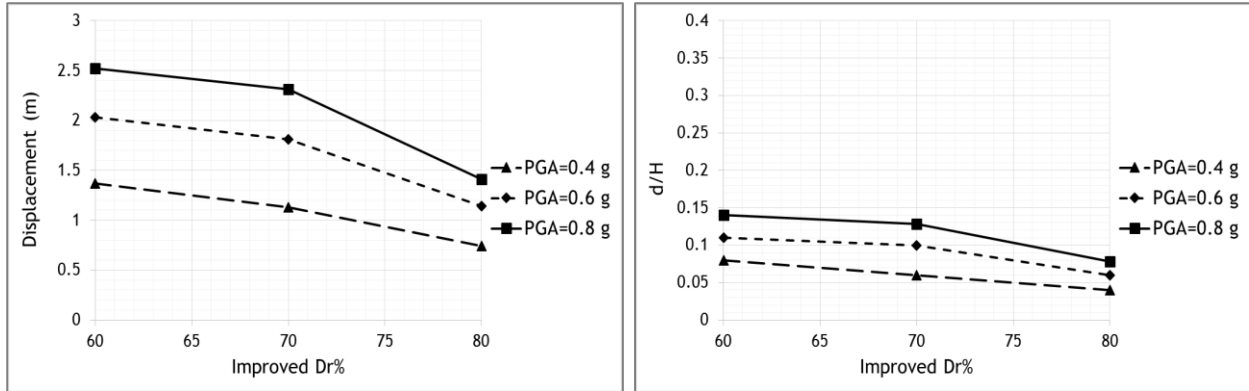 3
2.5
2
1.5
1
0.5
0
60 65 70 75 80
Displacement (m)
Improved Dr%
PGA=0.4 g
PGA=0.6 g
PGA=0.8 g
0.4
0.35
0.3
0.25
0.2
0.15
0.1
0.05
0
60 65 70 75 80
d/H
Improved Dr%
PGA=0.4 g
PGA=0.6 g
PGA=0.8 g